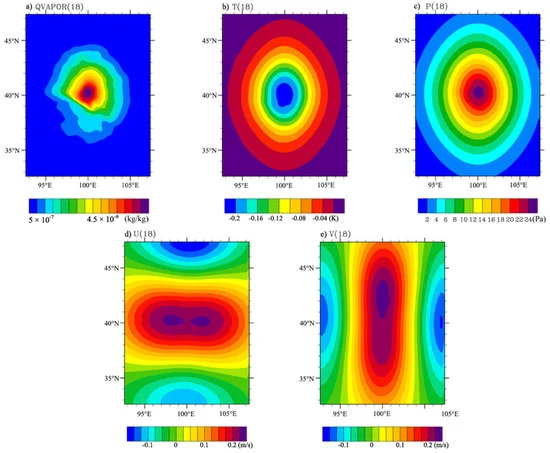 a) QVAPOR(18)
b) T(18)
c) P(18)
45°N
40°N
35°N
95°E 100°E 105°E
45°N
40°N
35°N
95°E 100°E 105°E
45°N
40°N
35°N
95°E 100°E 105°E
5 × 10⁻⁷ 4.5 × 10⁻⁶ (kg/kg)
-0.2 -0.16 -0.12 -0.08 -0.04 (K)
2 4 6 8 10 12 14 16 18 20 22 24 (Pa)
d) U(18)
e) V(18)
45°N
40°N
35°N
95°E 100°E 105°E
45°N
40°N
35°N
95°E 100°E 105°E
-0.1 0 0.1 0.2 (m/s)
-0.1 0 0.1 0.2 (m/s)